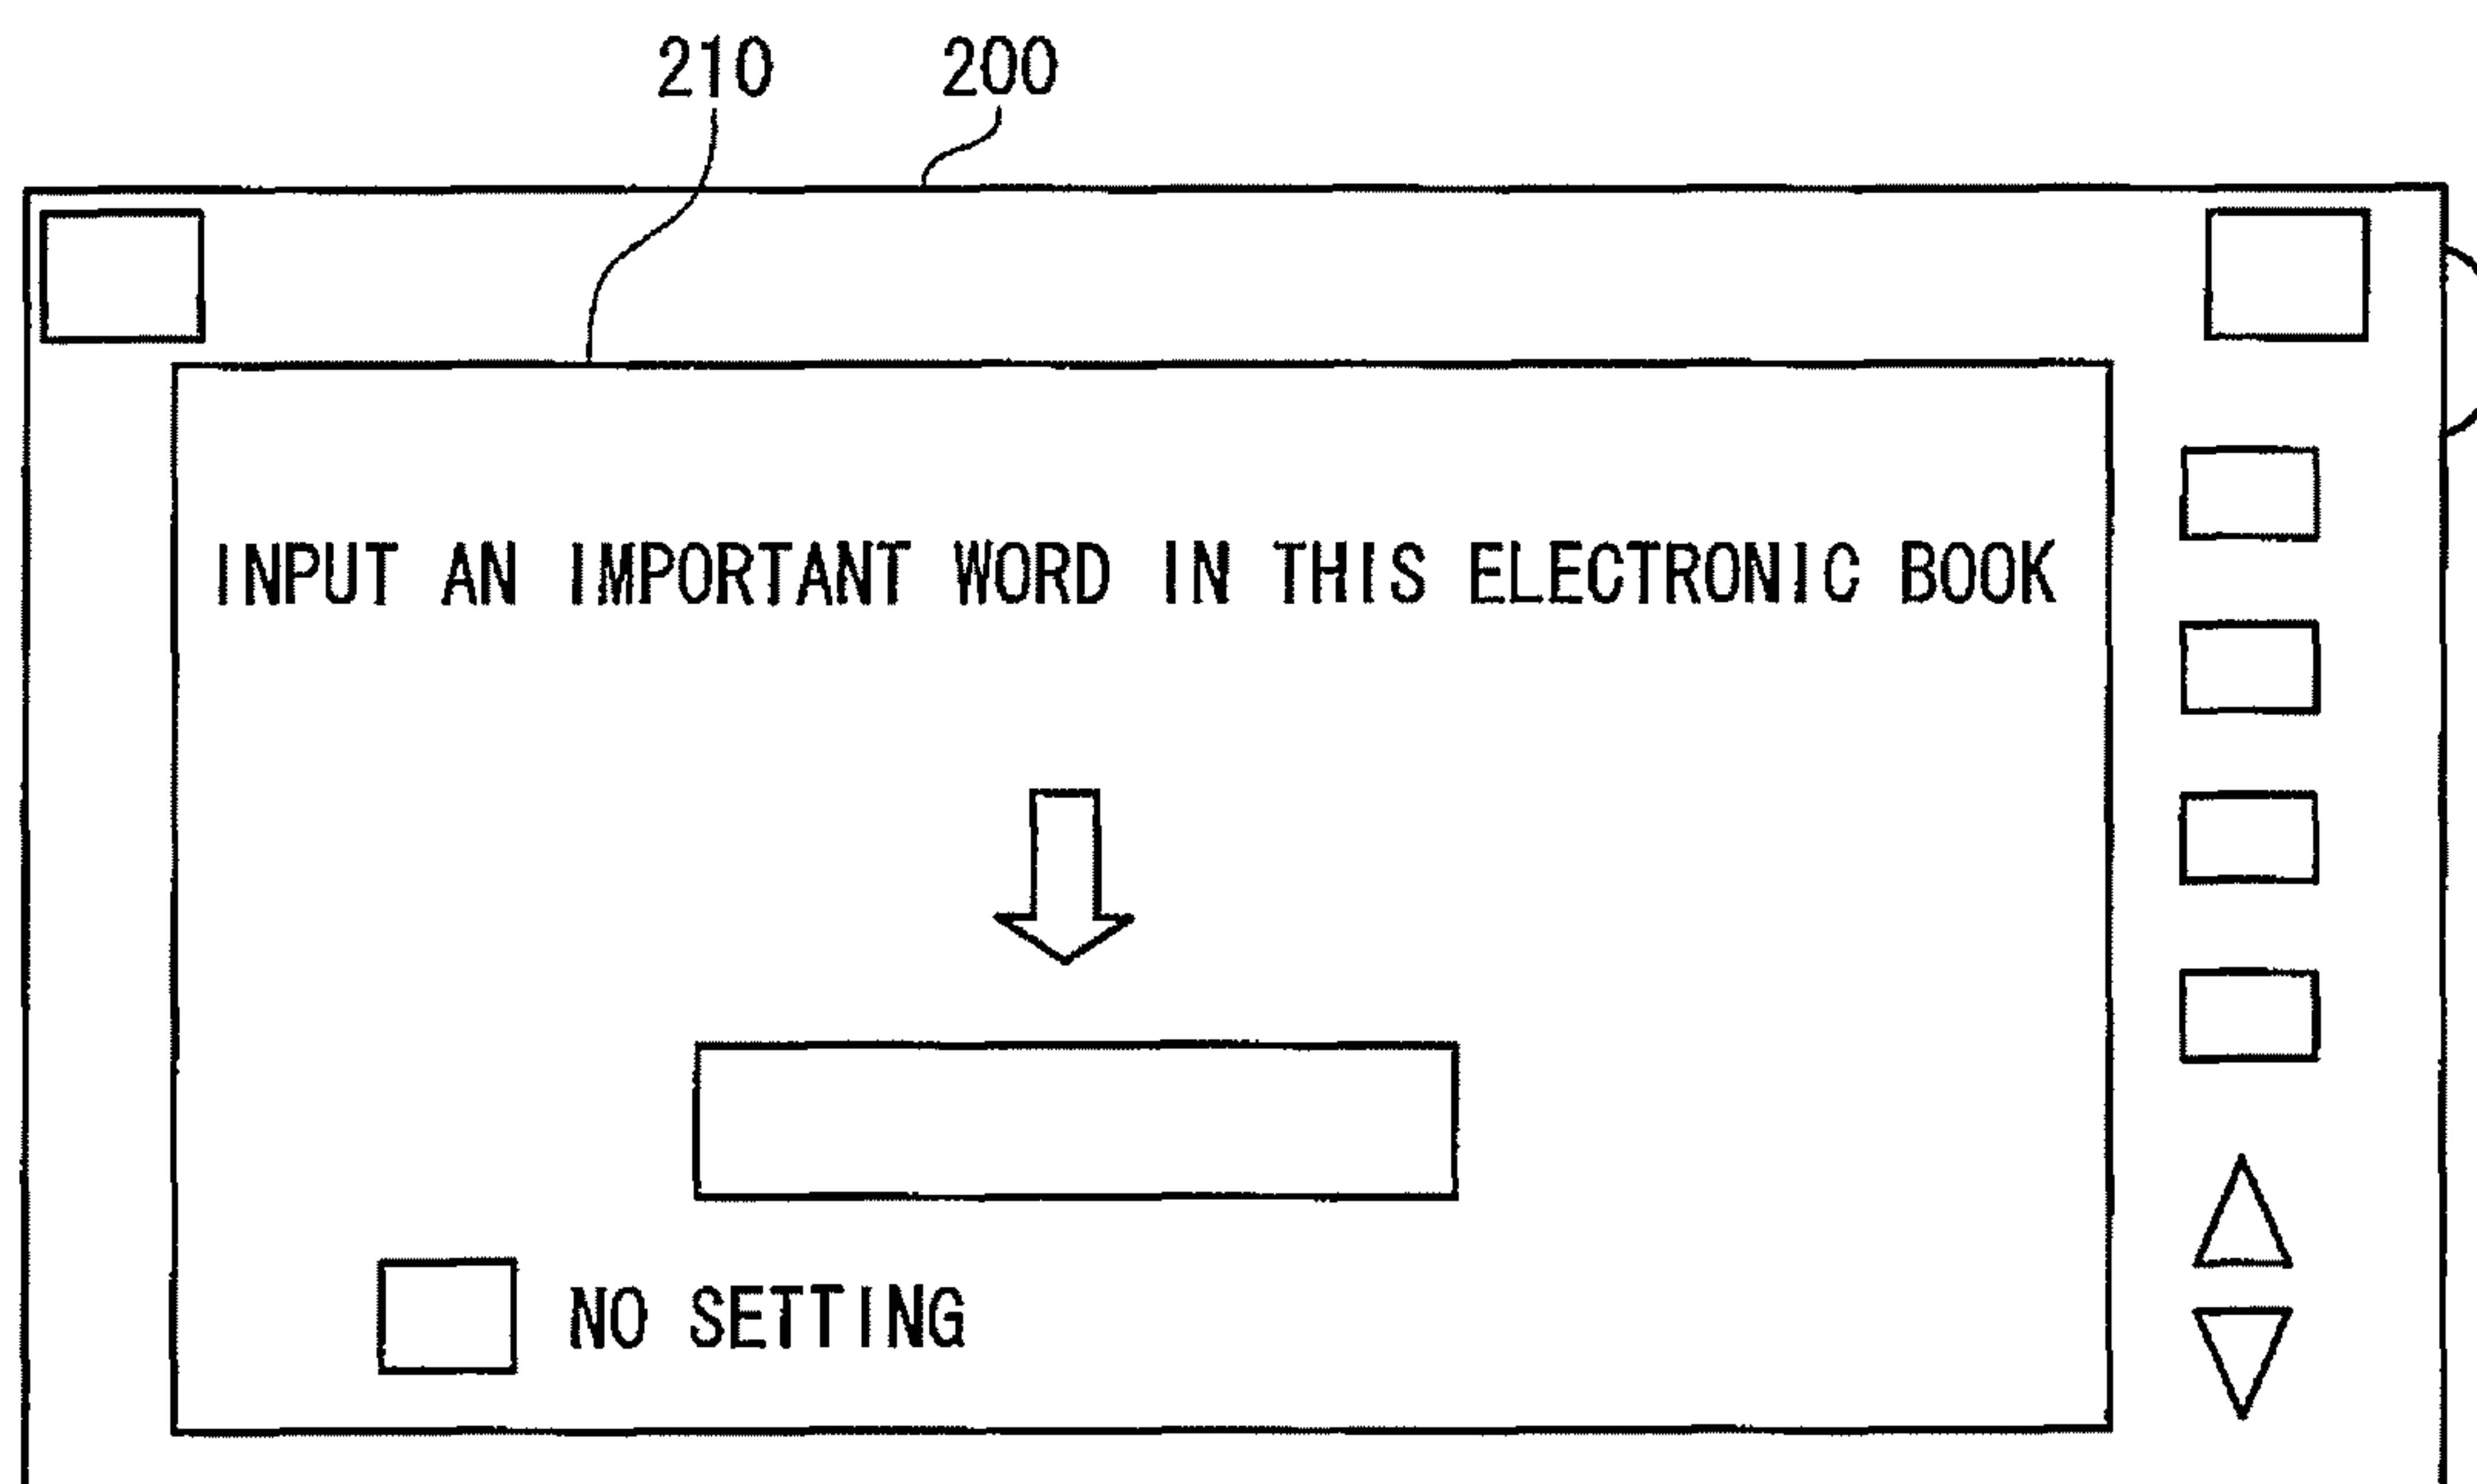 210 200
INPUT AN IMPORTANT WORD IN THIS ELECTRONIC BOOK
NO SETTING